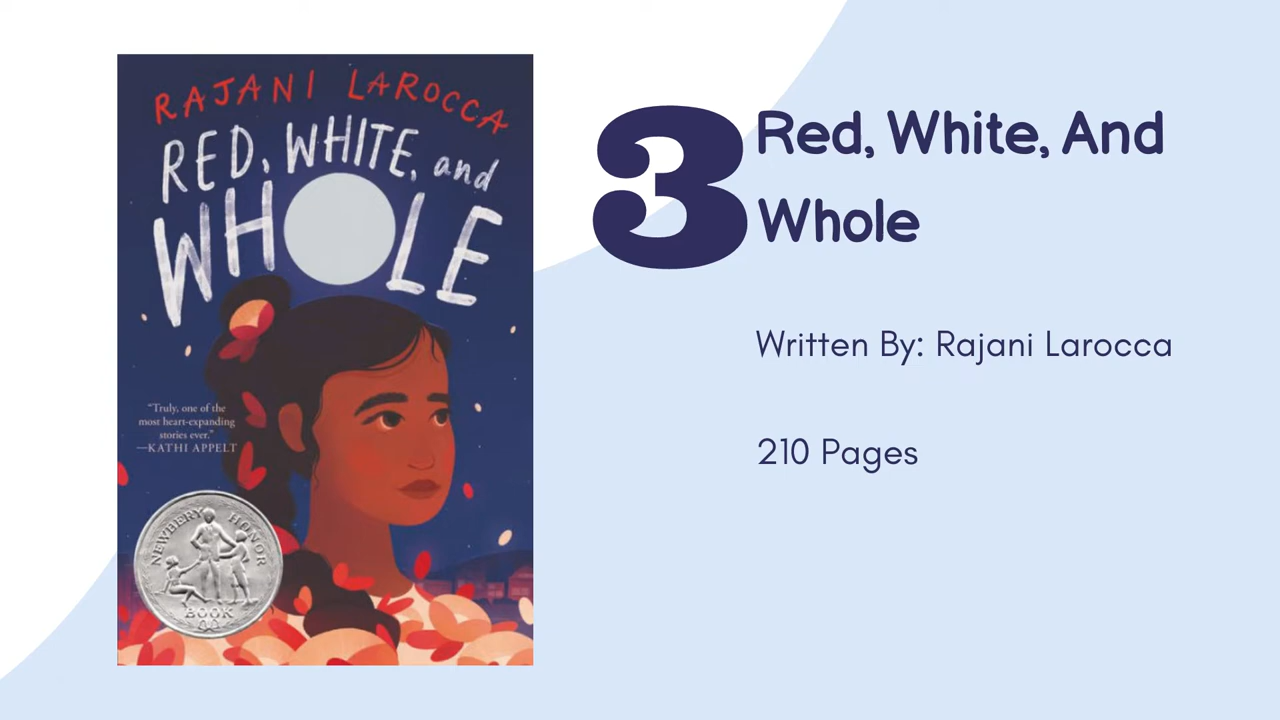 RAJANI LAROCCA
RED, WHITE, and
WHOLE
“Truly, one of the
most heart-expanding
stories ever.”
—KATHI APPELT
NEWBERY HONOR
BOOK
3
Red, White, And
Whole
Written By: Rajani Larocca
210 Pages